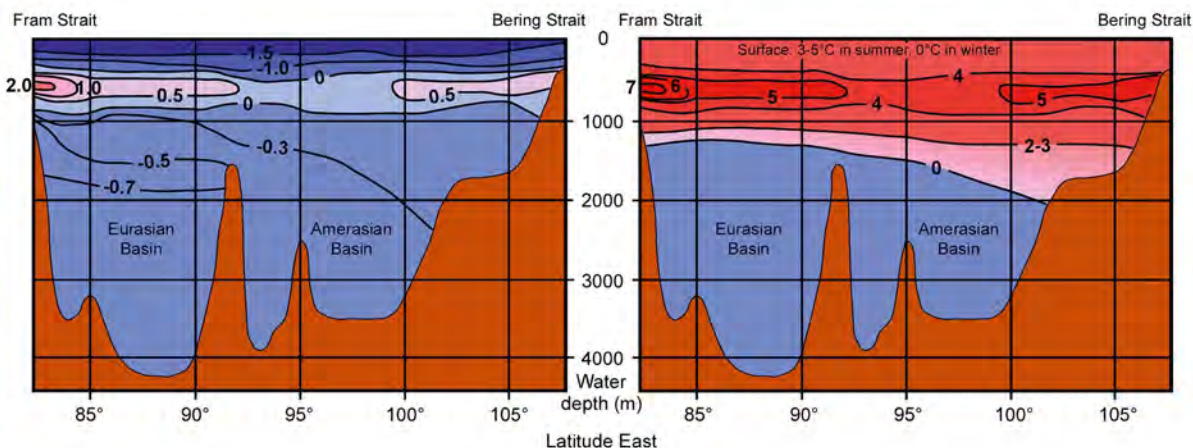 Fram Strait
Bering Strait
Fram Strait
Bering Strait
-1.5
-1.0
0
2.0
1.0
0.5
0.5
0
-0.3
-0.5
-0.7
Eurasian
Basin
Amerasian
Basin
0
1000
2000
3000
4000
Water
depth (m)
Surface: 3-5°C in summer, 0°C in winter
4
7
6
5
5
4
2-3
0
Eurasian
Basin
Amerasian
Basin
85°
90°
95°
100°
105°
85°
90°
95°
100°
105°
Latitude East